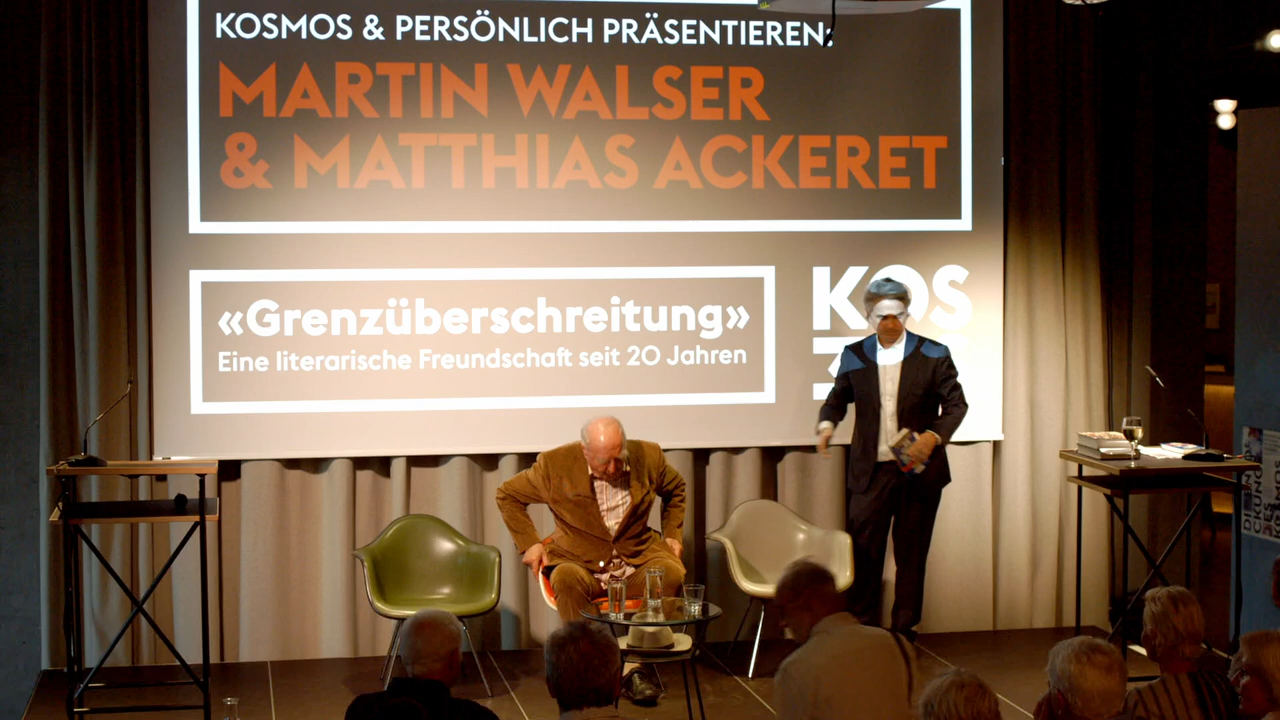 KOSMOS & PERSÖNLICH PRÄSENTIEREN:
MARTIN WALSER
& MATTHIAS ACKERET
«Grenzüberschreitung»
Eine literarische Freundschaft seit 20 Jahren
KOS